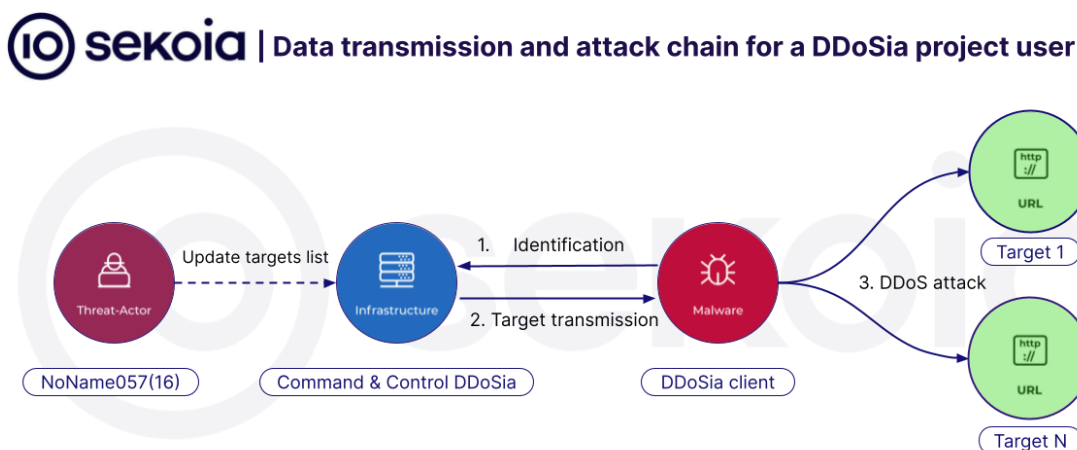 IO sekoia | Data transmission and attack chain for a DDoSia project user
http
://
URL
Target 1
Update targets list
1. Identification
Threat-Actor
Infrastructure
Malware
2. Target transmission
3. DDoS attack
http
://
URL
NoName057(16)
Command & Control DDoSia
DDoSia client
Target N
sekoia